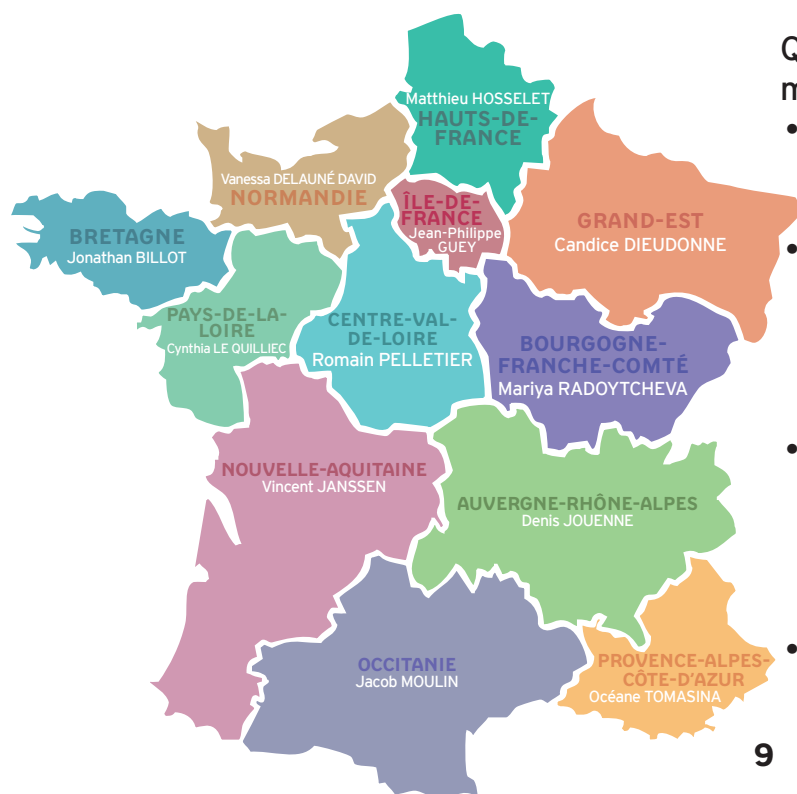 Q
m
•
Matthieu HOSSELET
HAUTS-DE-
FRANCE
Vanessa DELAUNÉ DAVID
NORMANDIE
ÎLE-DE-
FRANCE
Jean-Philippe
GUEY
GRAND-EST
Candice DIEUDONNE
•
BRETAGNE
Jonathan BILLOT
PAYS-DE-LA-
LOIRE
Cynthia LE QUILLIEC
CENTRE-VAL-
DE-LOIRE
Romain PELLETIER
BOURGOGNE-
FRANCHE-COMTÉ
Mariya RADOYTCHEVA
•
NOUVELLE-AQUITAINE
Vincent JANSSEN
AUVERGNE-RHÔNE-ALPES
Denis JOUENNE
•
OCCITANIE
Jacob MOULIN
PROVENCE-ALPES-
CÔTE-D'AZUR
Océane TOMASINA
9